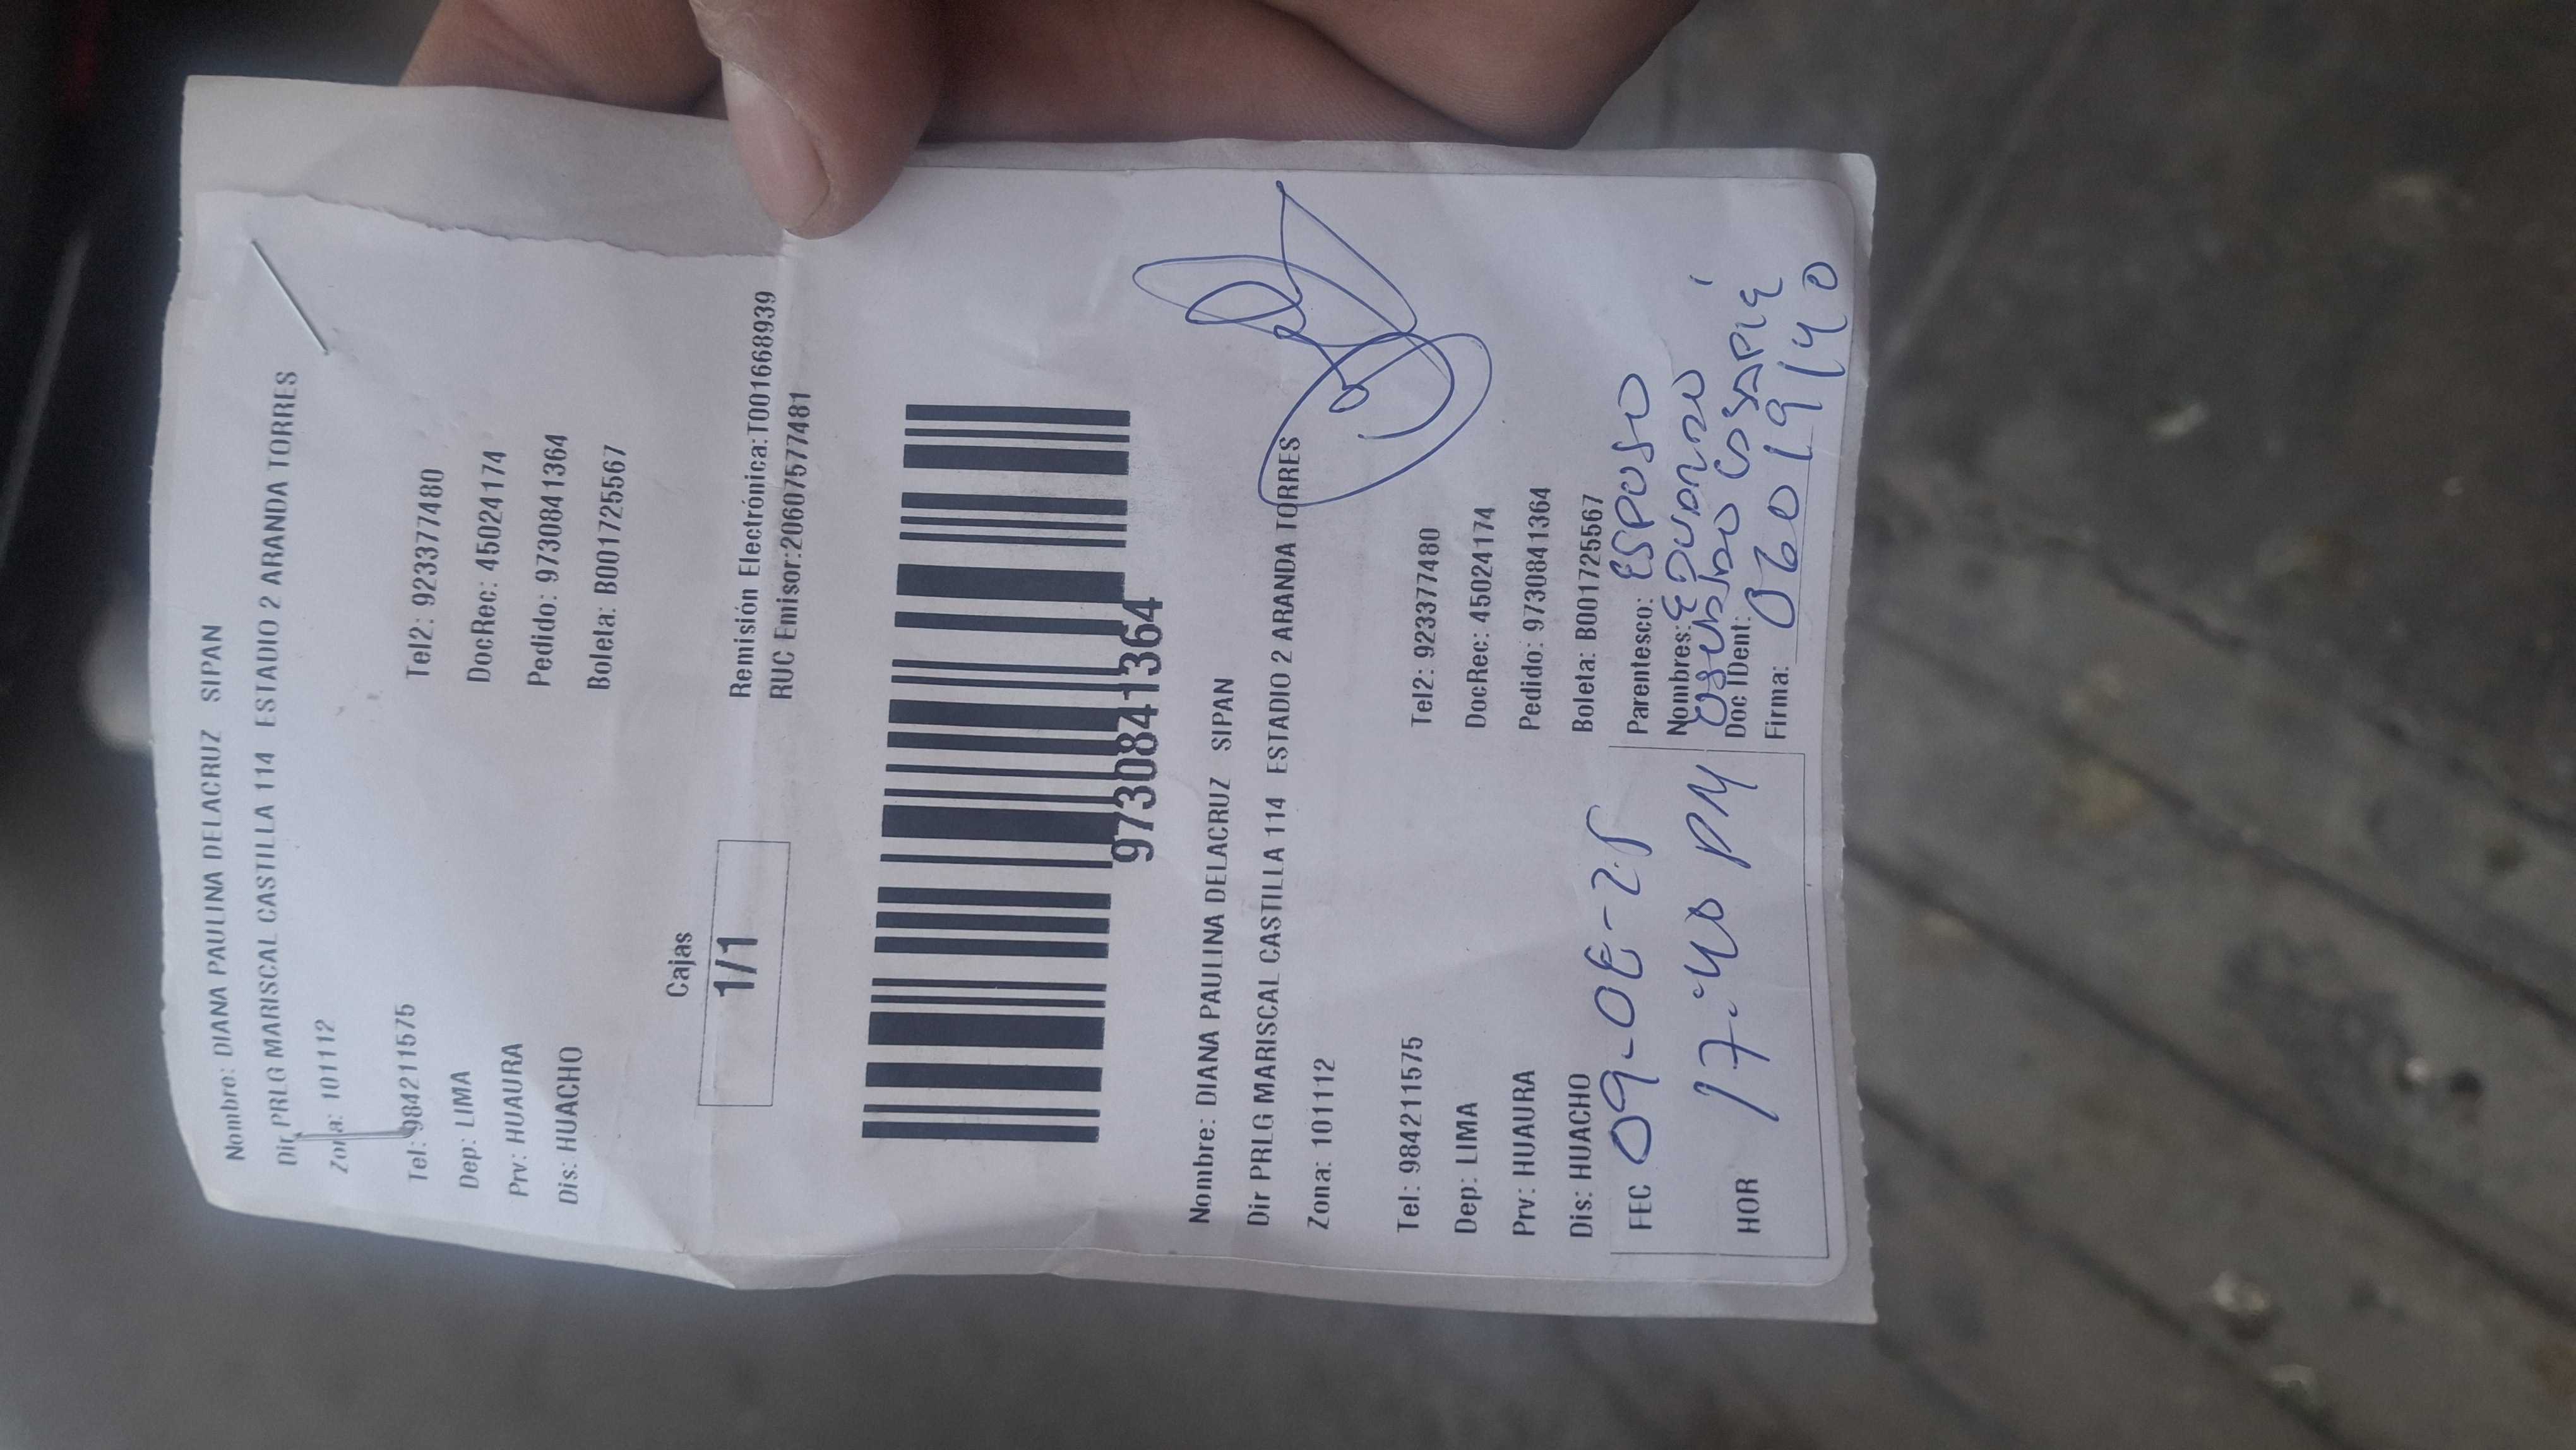 Nombre: DIANA PAULINA DELACRUZ SIPAN
Dir PRLG MARISCAL CASTILLA 114 ESTADIO 2 ARANDA TORRES
Zona: 101112
Tel: 984211575 Tel2: 923377480
Dep: LIMA DocRec: 45024174
Prv: HUAURA Pedido: 9730841364
Dis: HUACHO Boleta: B001725567
Cajas
1/1
Remisión Electrónica:T001668939
RUC Emisor:20607577481
9730841364
Nombre: DIANA PAULINA DELACRUZ SIPAN
Dir PRLG MARISCAL CASTILLA 114 ESTADIO 2 ARANDA TORRES
Zona: 101112
Tel: 984211575 Tel2: 923377480
Dep: LIMA DocRec: 45024174
Prv: HUAURA Pedido: 9730841364
Dis: HUACHO Boleta: B001725567
FEC 09-0E-25 Parentesco: ESPOSO
Nombres: EDUARDO
HOR 17:40 PM Doc IDent:
Firma: 06019140